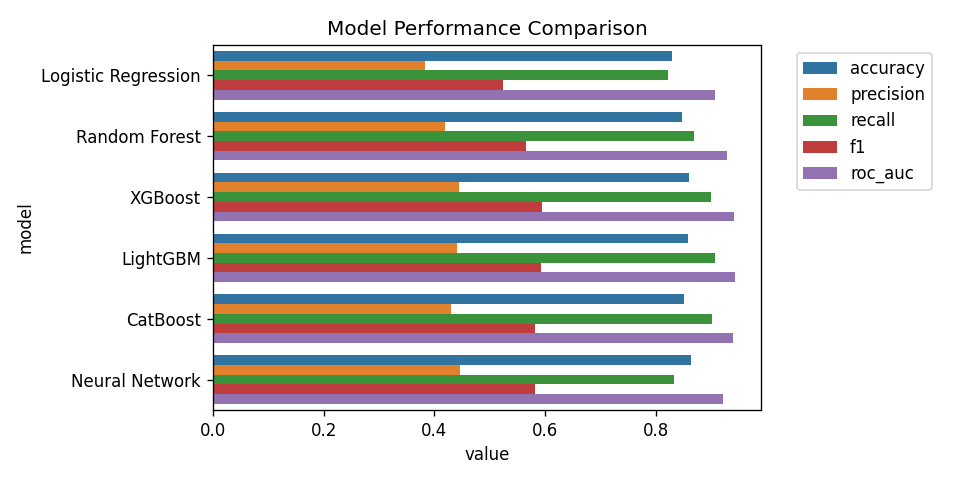 Model Performance Comparison
Logistic Regression
Random Forest
XGBoost
LightGBM
CatBoost
Neural Network
model
0.0 0.2 0.4 0.6 0.8
value
accuracy
precision
recall
f1
roc_auc